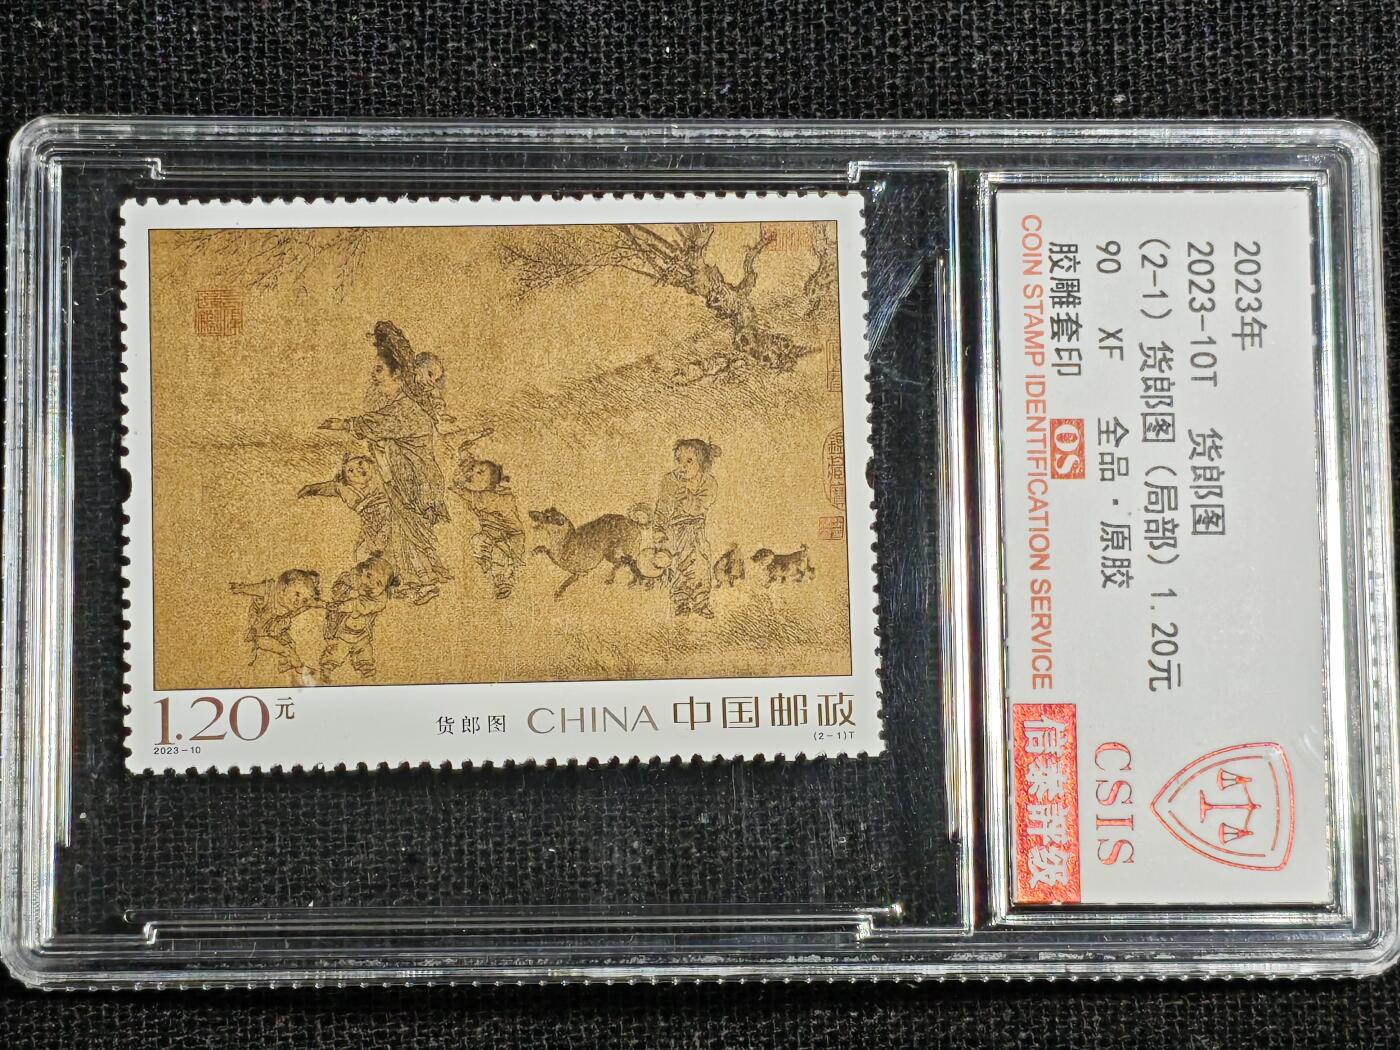 1.20元
2023-10
货郎图 CHINA 中国邮政
(2-1)T
2023年
2023-10T 货郎图
(2-1)货郎图(局部)1.20元
90 XF 全品·原胶
胶雕套印 OS
COIN STAMP IDENTIFICATION SERVICE
CSIS
信泰评级